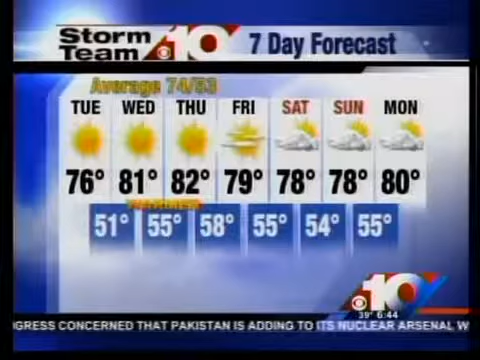 Storm Team 10 7 Day Forecast
Average 74/53
TUE WED THU FRI SAT SUN MON
76° 81° 82° 79° 78° 78° 80°
51° 55° 58° 55° 54° 55°
10
39° 6:44
GRESS CONCERNED THAT PAKISTAN IS ADDING TO ITS NUCLEAR ARSENAL W